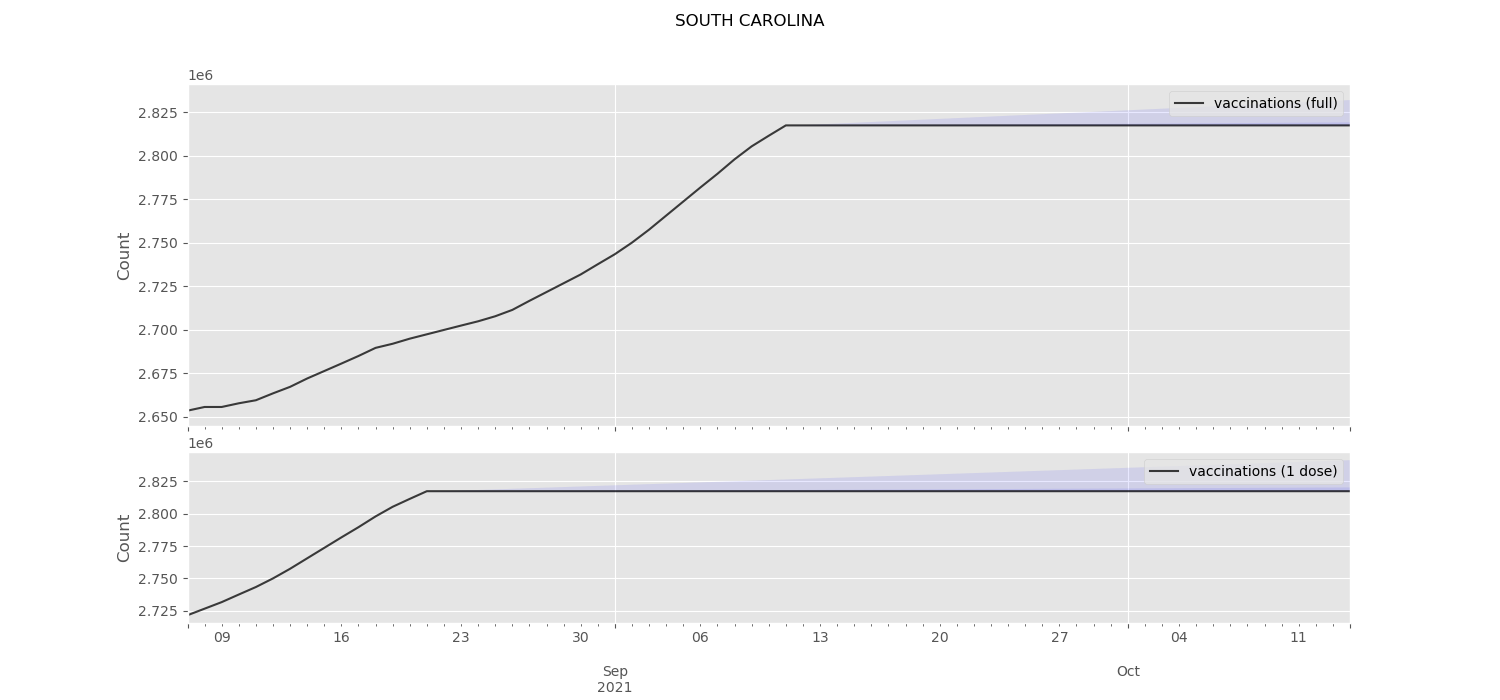 SOUTH CAROLINA
1e6
vaccinations (full)
2.825
2.800
2.775
2.750
2.725
2.700
2.675
2.650
Count
1e6
vaccinations (1 dose)
2.825
2.800
2.775
2.750
2.725
Count
09 16 23 30 06 13 20 27 04 11
Sep Oct
2021